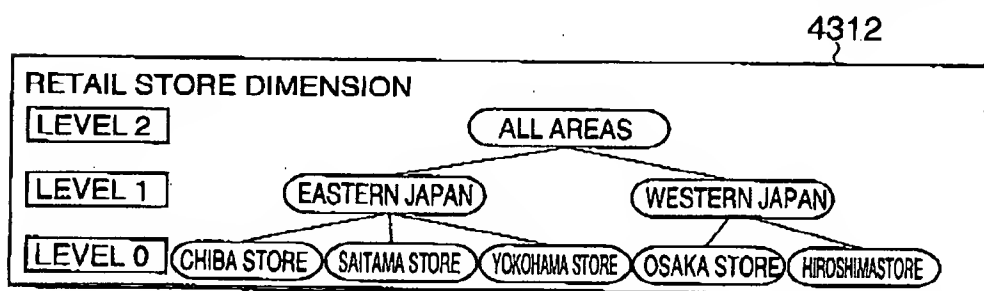 4312
RETAIL STORE DIMENSION
LEVEL 2 ALL AREAS
LEVEL 1 EASTERN JAPAN WESTERN JAPAN
LEVEL 0 CHIBA STORE SAITAMA STORE YOKOHAMA STORE OSAKA STORE HIROSHIMASTORE